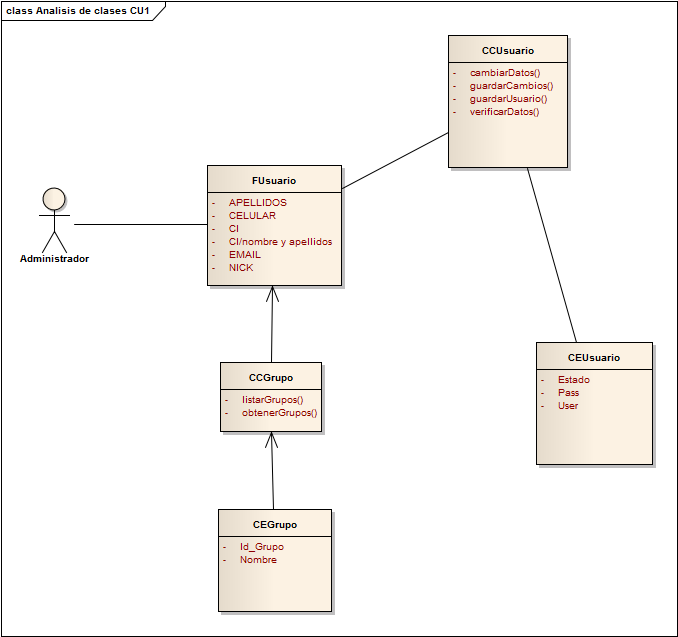 class Analisis de clases CU1
CCUsuario
- cambiarDatos()
- guardarCambios()
- guardarUsuario()
- verificarDatos()
FUsuario
- APELLIDOS
- CELULAR
- CI
- CI/nombre y apellidos
- EMAIL
- NICK
Administrador
CEUsuario
- Estado
- Pass
- User
CCGrupo
- listarGrupos()
- obtenerGrupos()
CEGrupo
- Id_Grupo
- Nombre